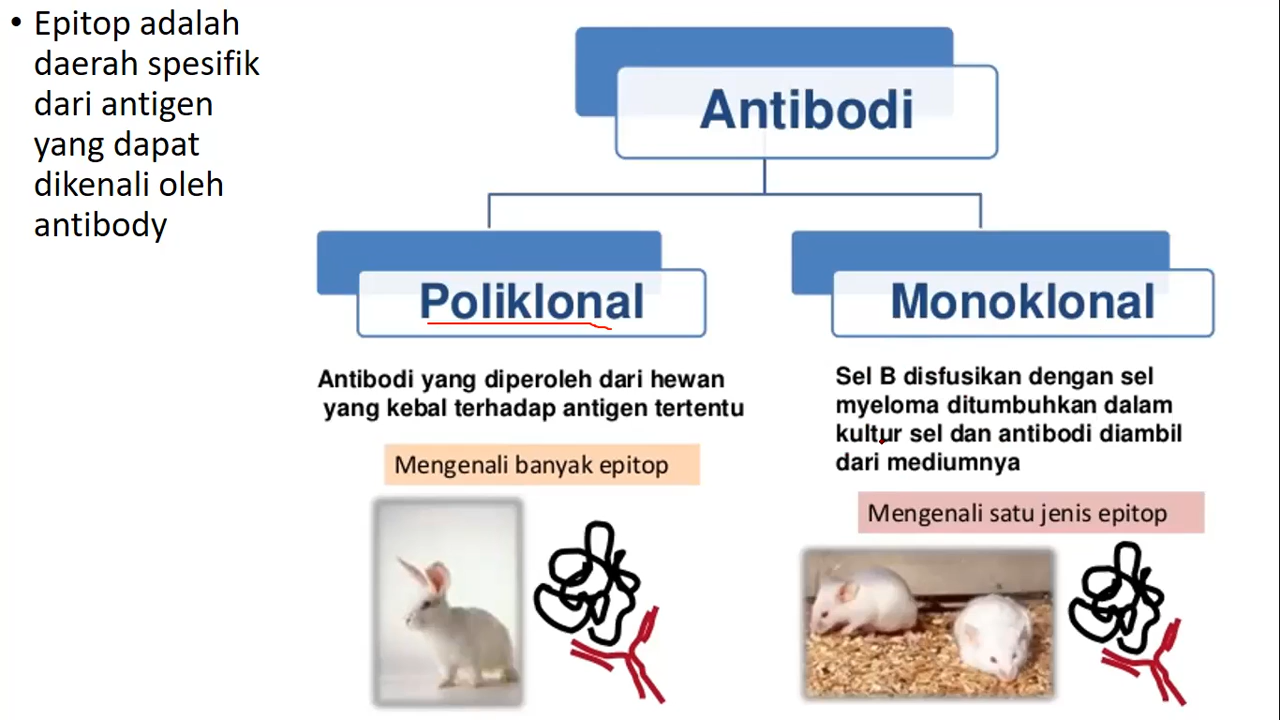 • Epitop adalah
daerah spesifik
dari antigen
yang dapat
dikenali oleh
antibody
Antibodi
Poliklonal
Antibodi yang diperoleh dari hewan
yang kebal terhadap antigen tertentu
Mengenali banyak epitop
Monoklonal
Sel B disfusikan dengan sel
myeloma ditumbuhkan dalam
kultur sel dan antibodi diambil
dari mediumnya
Mengenali satu jenis epitop